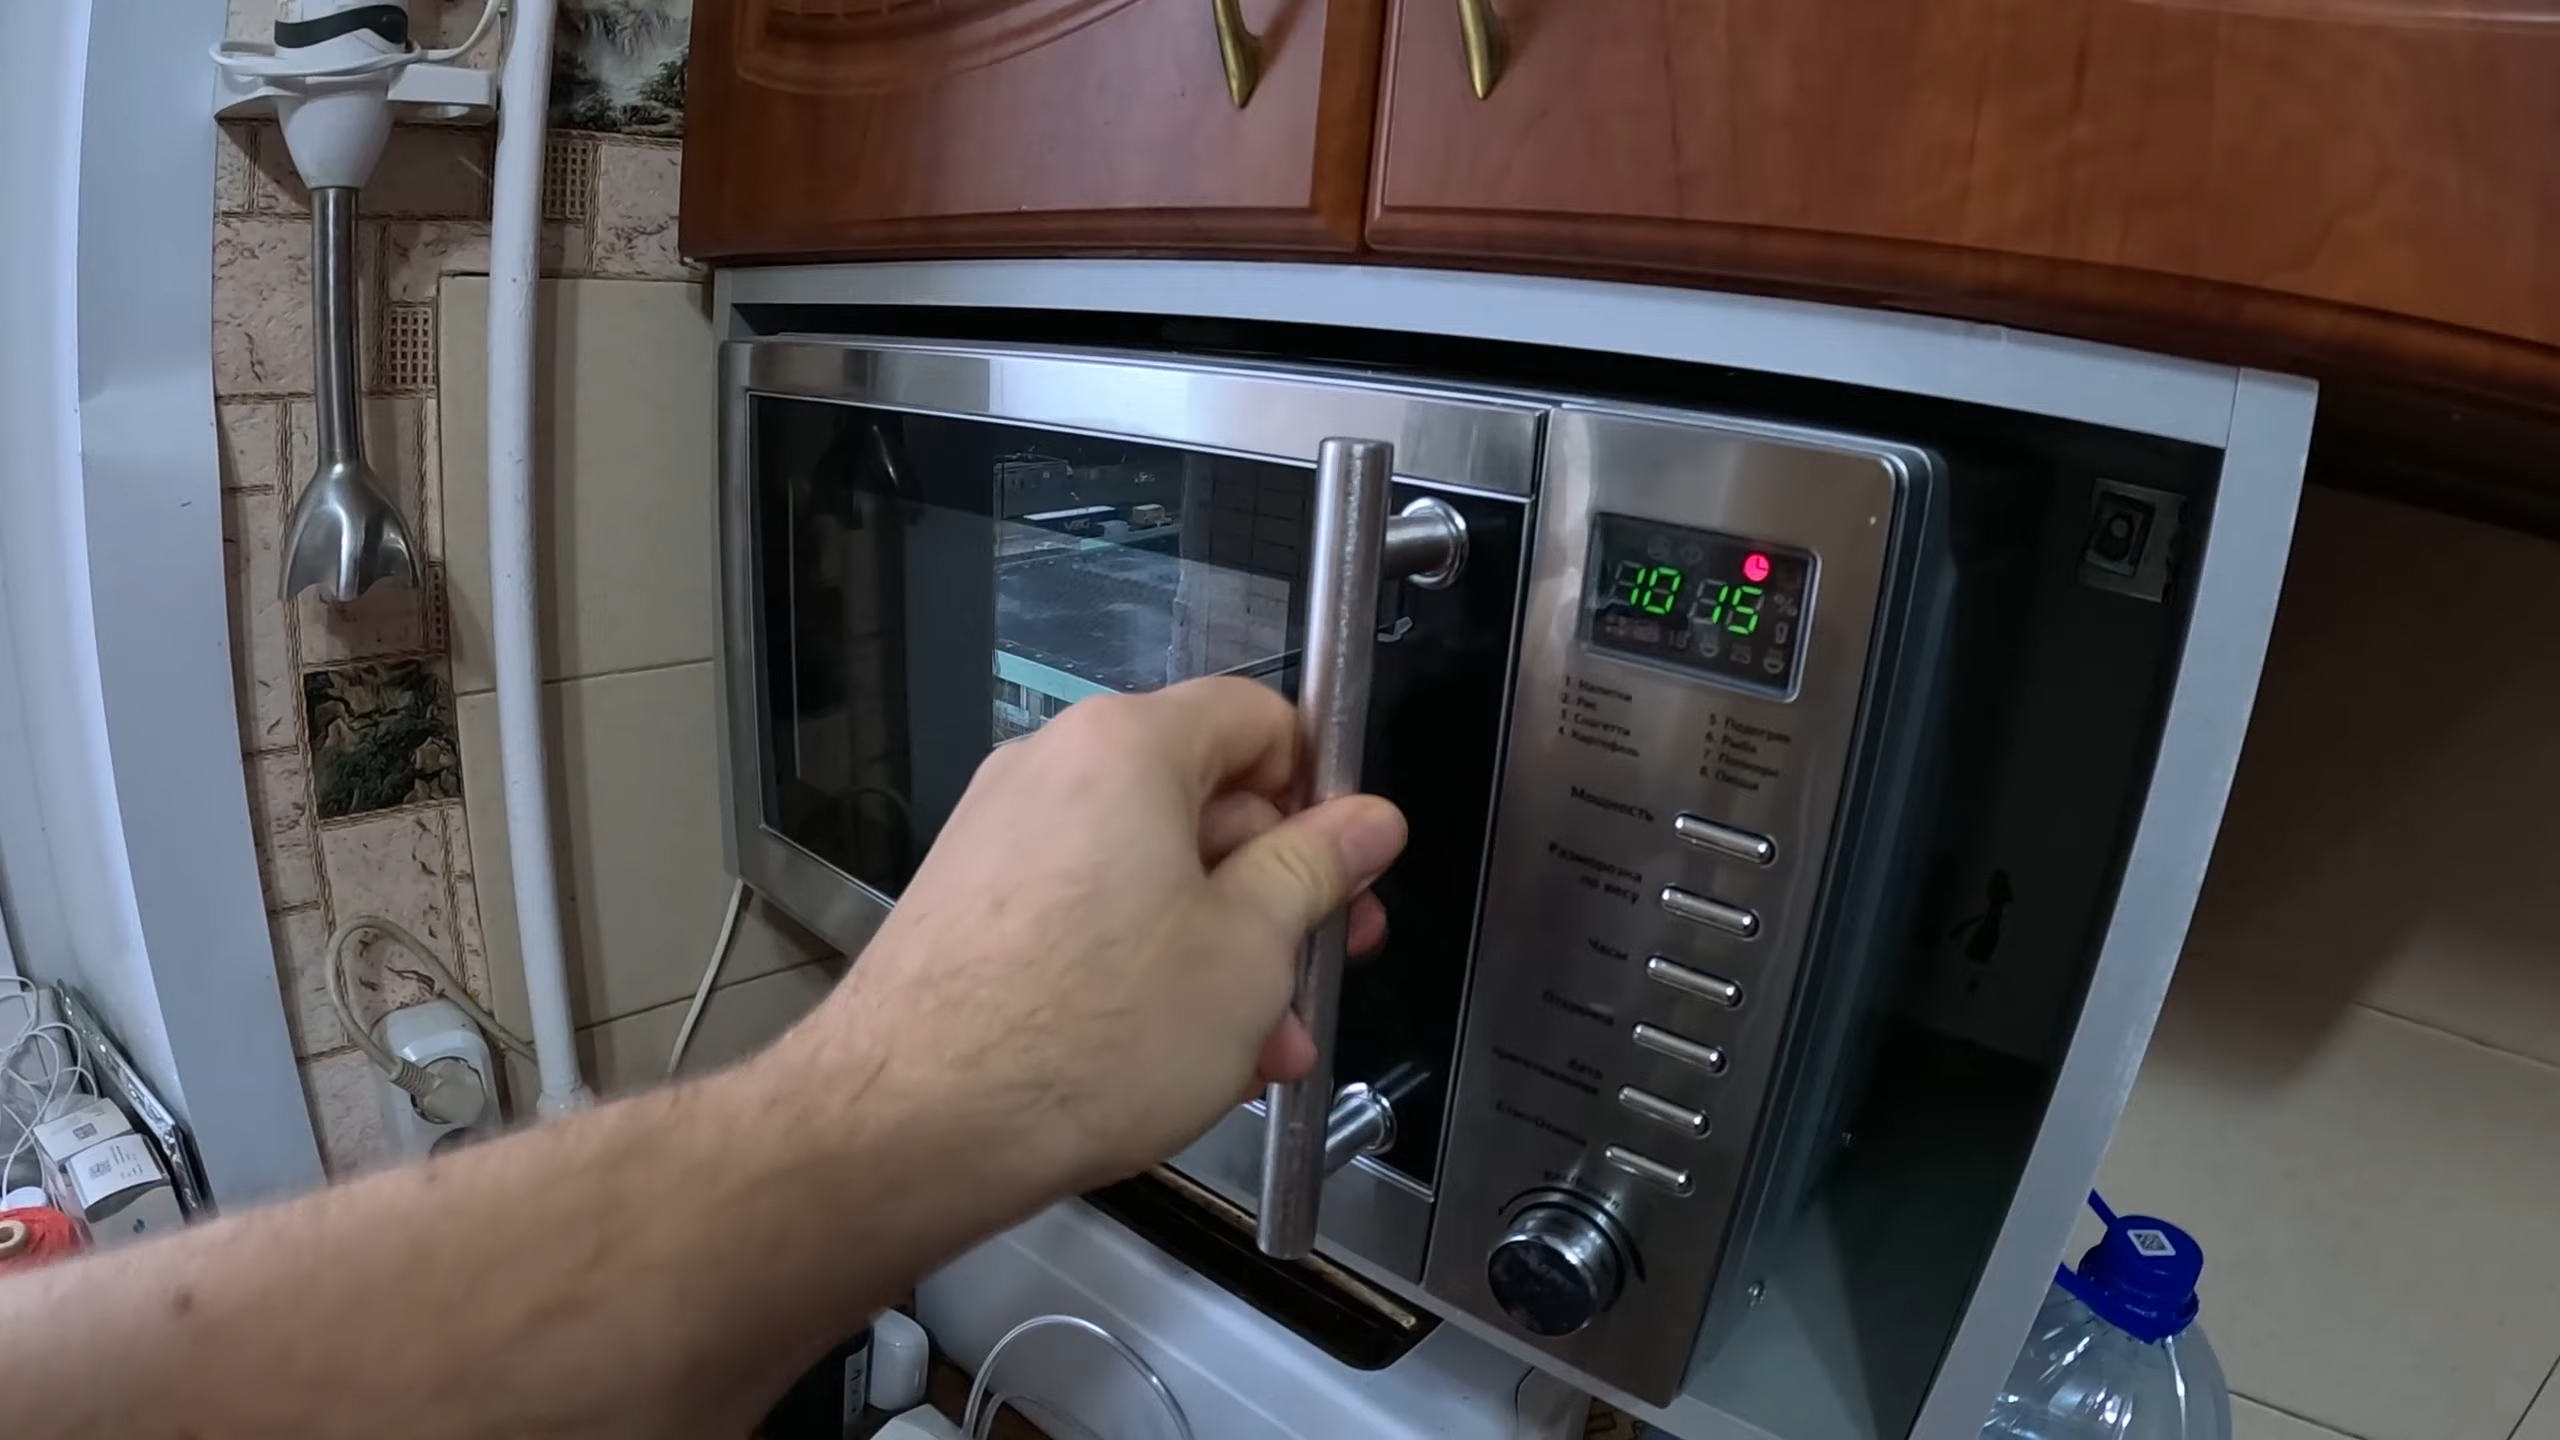 10 15
%
g
1. Напитки
2. Рис
3. Спагетти
4. Картофель
5. Подогрев
6. Рыба
7. Попкорн
8. Пицца
Мощность
Разморозка
по весу
Часы
Отсрочка
Авто
приготовление
Стоп/Отмена